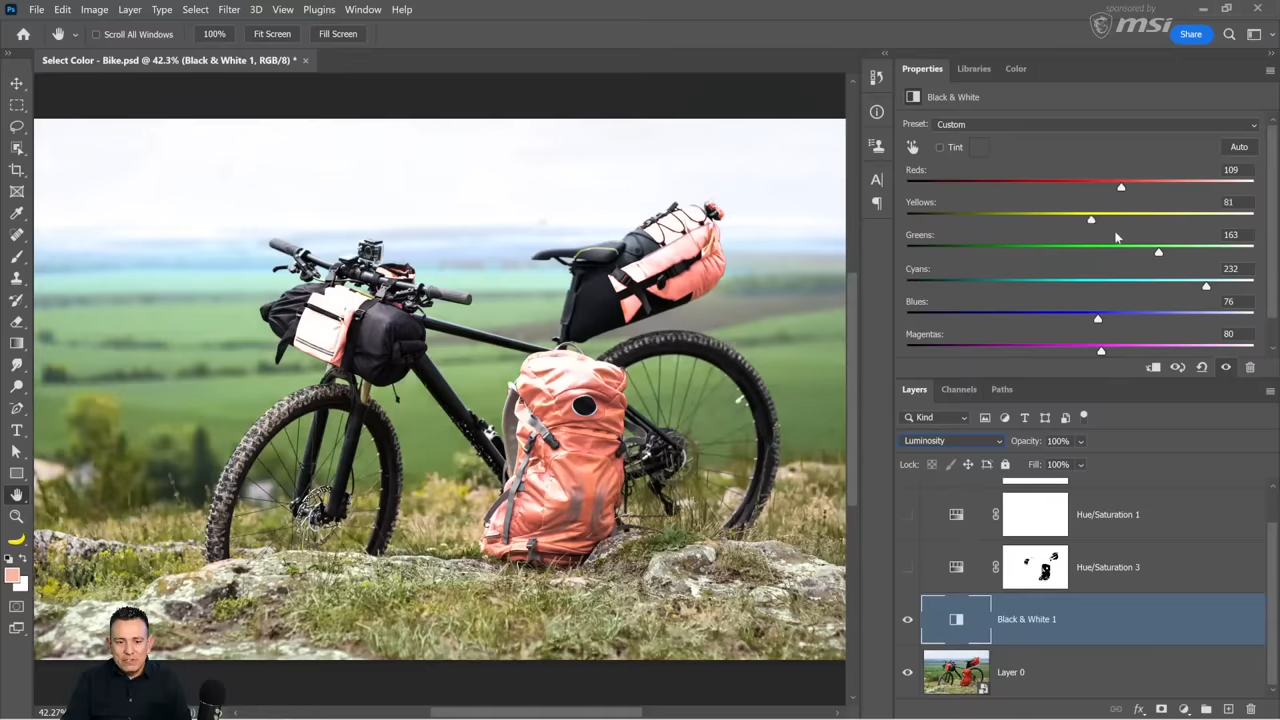 sponsored by
msi
Ps File Edit Image Layer Type Select Filter 3D View Plugins Window Help
Scroll All Windows 100% Fit Screen Fill Screen Share
Select Color - Bike.psd @ 42.3% (Black & White 1, RGB/8) * ×
Properties Libraries Color
Black & White
Preset: Custom
Tint Auto
Reds: 109
Yellows: 81
Greens: 163
Cyans: 232
Blues: 76
Magentas: 80
Layers Channels Paths
Kind
Luminosity Opacity: 100%
Lock: Fill: 100%
Hue/Saturation 1
Hue/Saturation 3
Black & White 1
Layer 0
42.27%
fx